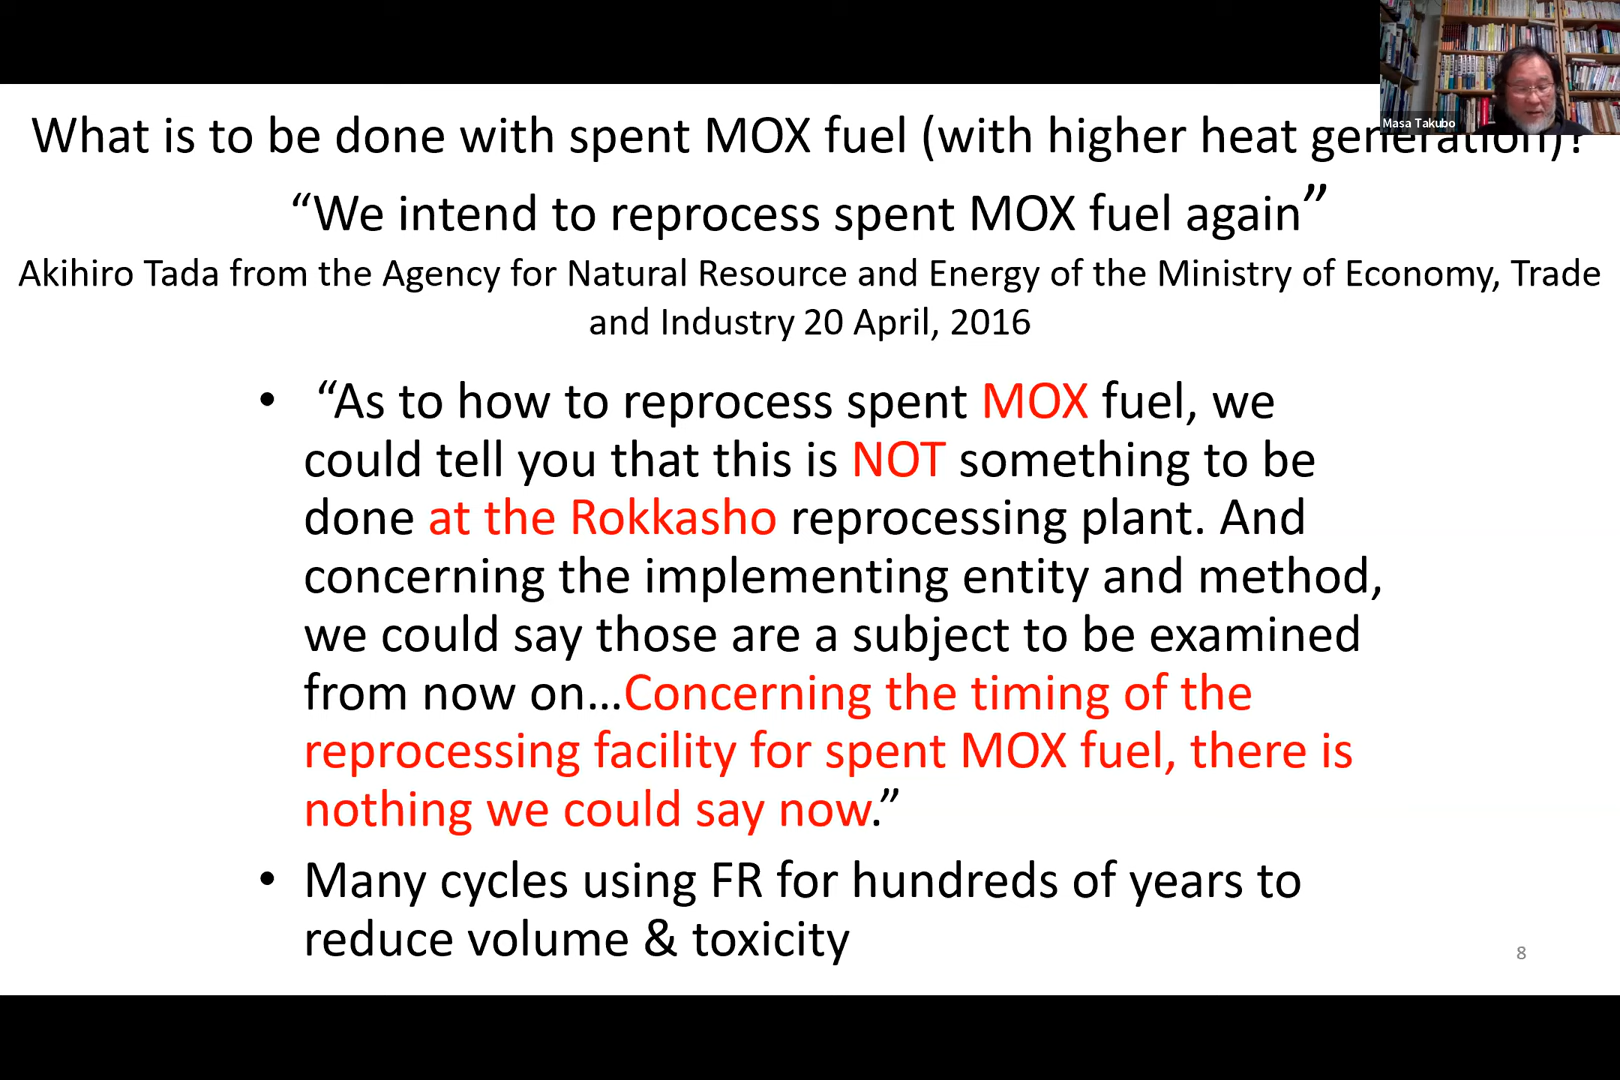 Masa Takubo
What is to be done with spent MOX fuel (with higher heat generation)?
“We intend to reprocess spent MOX fuel again”
Akihiro Tada from the Agency for Natural Resource and Energy of the Ministry of Economy, Trade
and Industry 20 April, 2016
• “As to how to reprocess spent MOX fuel, we
could tell you that this is NOT something to be
done at the Rokkasho reprocessing plant. And
concerning the implementing entity and method,
we could say those are a subject to be examined
from now on…Concerning the timing of the
reprocessing facility for spent MOX fuel, there is
nothing we could say now.”
• Many cycles using FR for hundreds of years to
reduce volume & toxicity
8